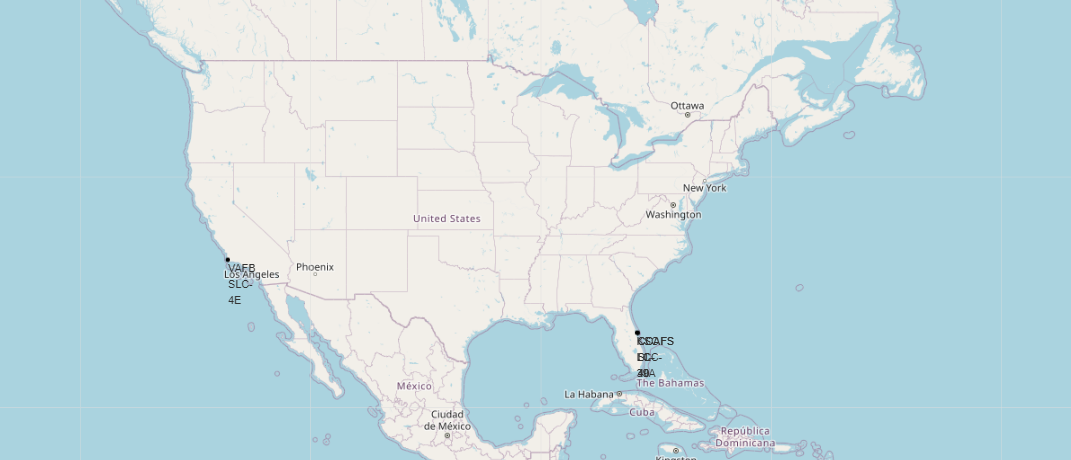 Ottawa
New York
Washington
United States
VAFB
SLC-
4E
Los Angeles
Phoenix
The Bahamas
La Habana
Cuba
México
Ciudad
de México
República
Dominicana
Kingston